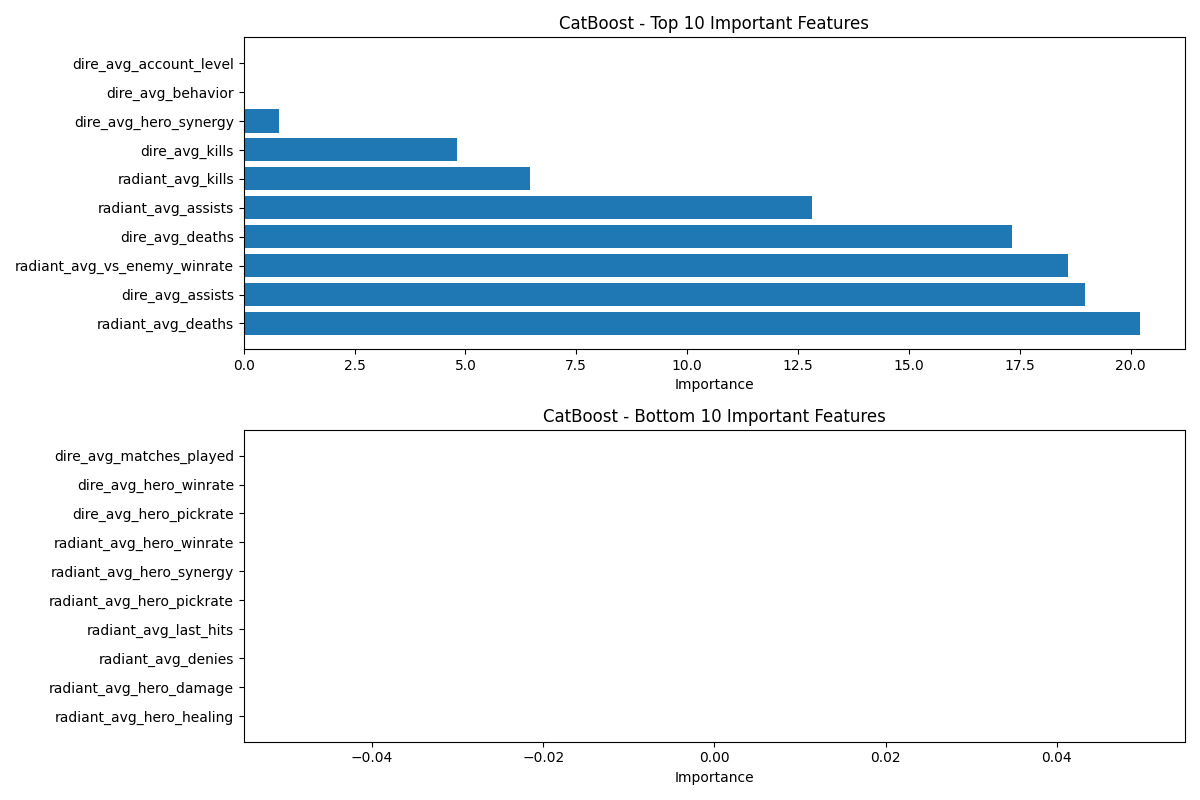 CatBoost - Top 10 Important Features
dire_avg_account_level
dire_avg_behavior
dire_avg_hero_synergy
dire_avg_kills
radiant_avg_kills
radiant_avg_assists
dire_avg_deaths
radiant_avg_vs_enemy_winrate
dire_avg_assists
radiant_avg_deaths
0.0 2.5 5.0 7.5 10.0 12.5 15.0 17.5 20.0
Importance
CatBoost - Bottom 10 Important Features
dire_avg_matches_played
dire_avg_hero_winrate
dire_avg_hero_pickrate
radiant_avg_hero_winrate
radiant_avg_hero_synergy
radiant_avg_hero_pickrate
radiant_avg_last_hits
radiant_avg_denies
radiant_avg_hero_damage
radiant_avg_hero_healing
−0.04 −0.02 0.00 0.02 0.04
Importance